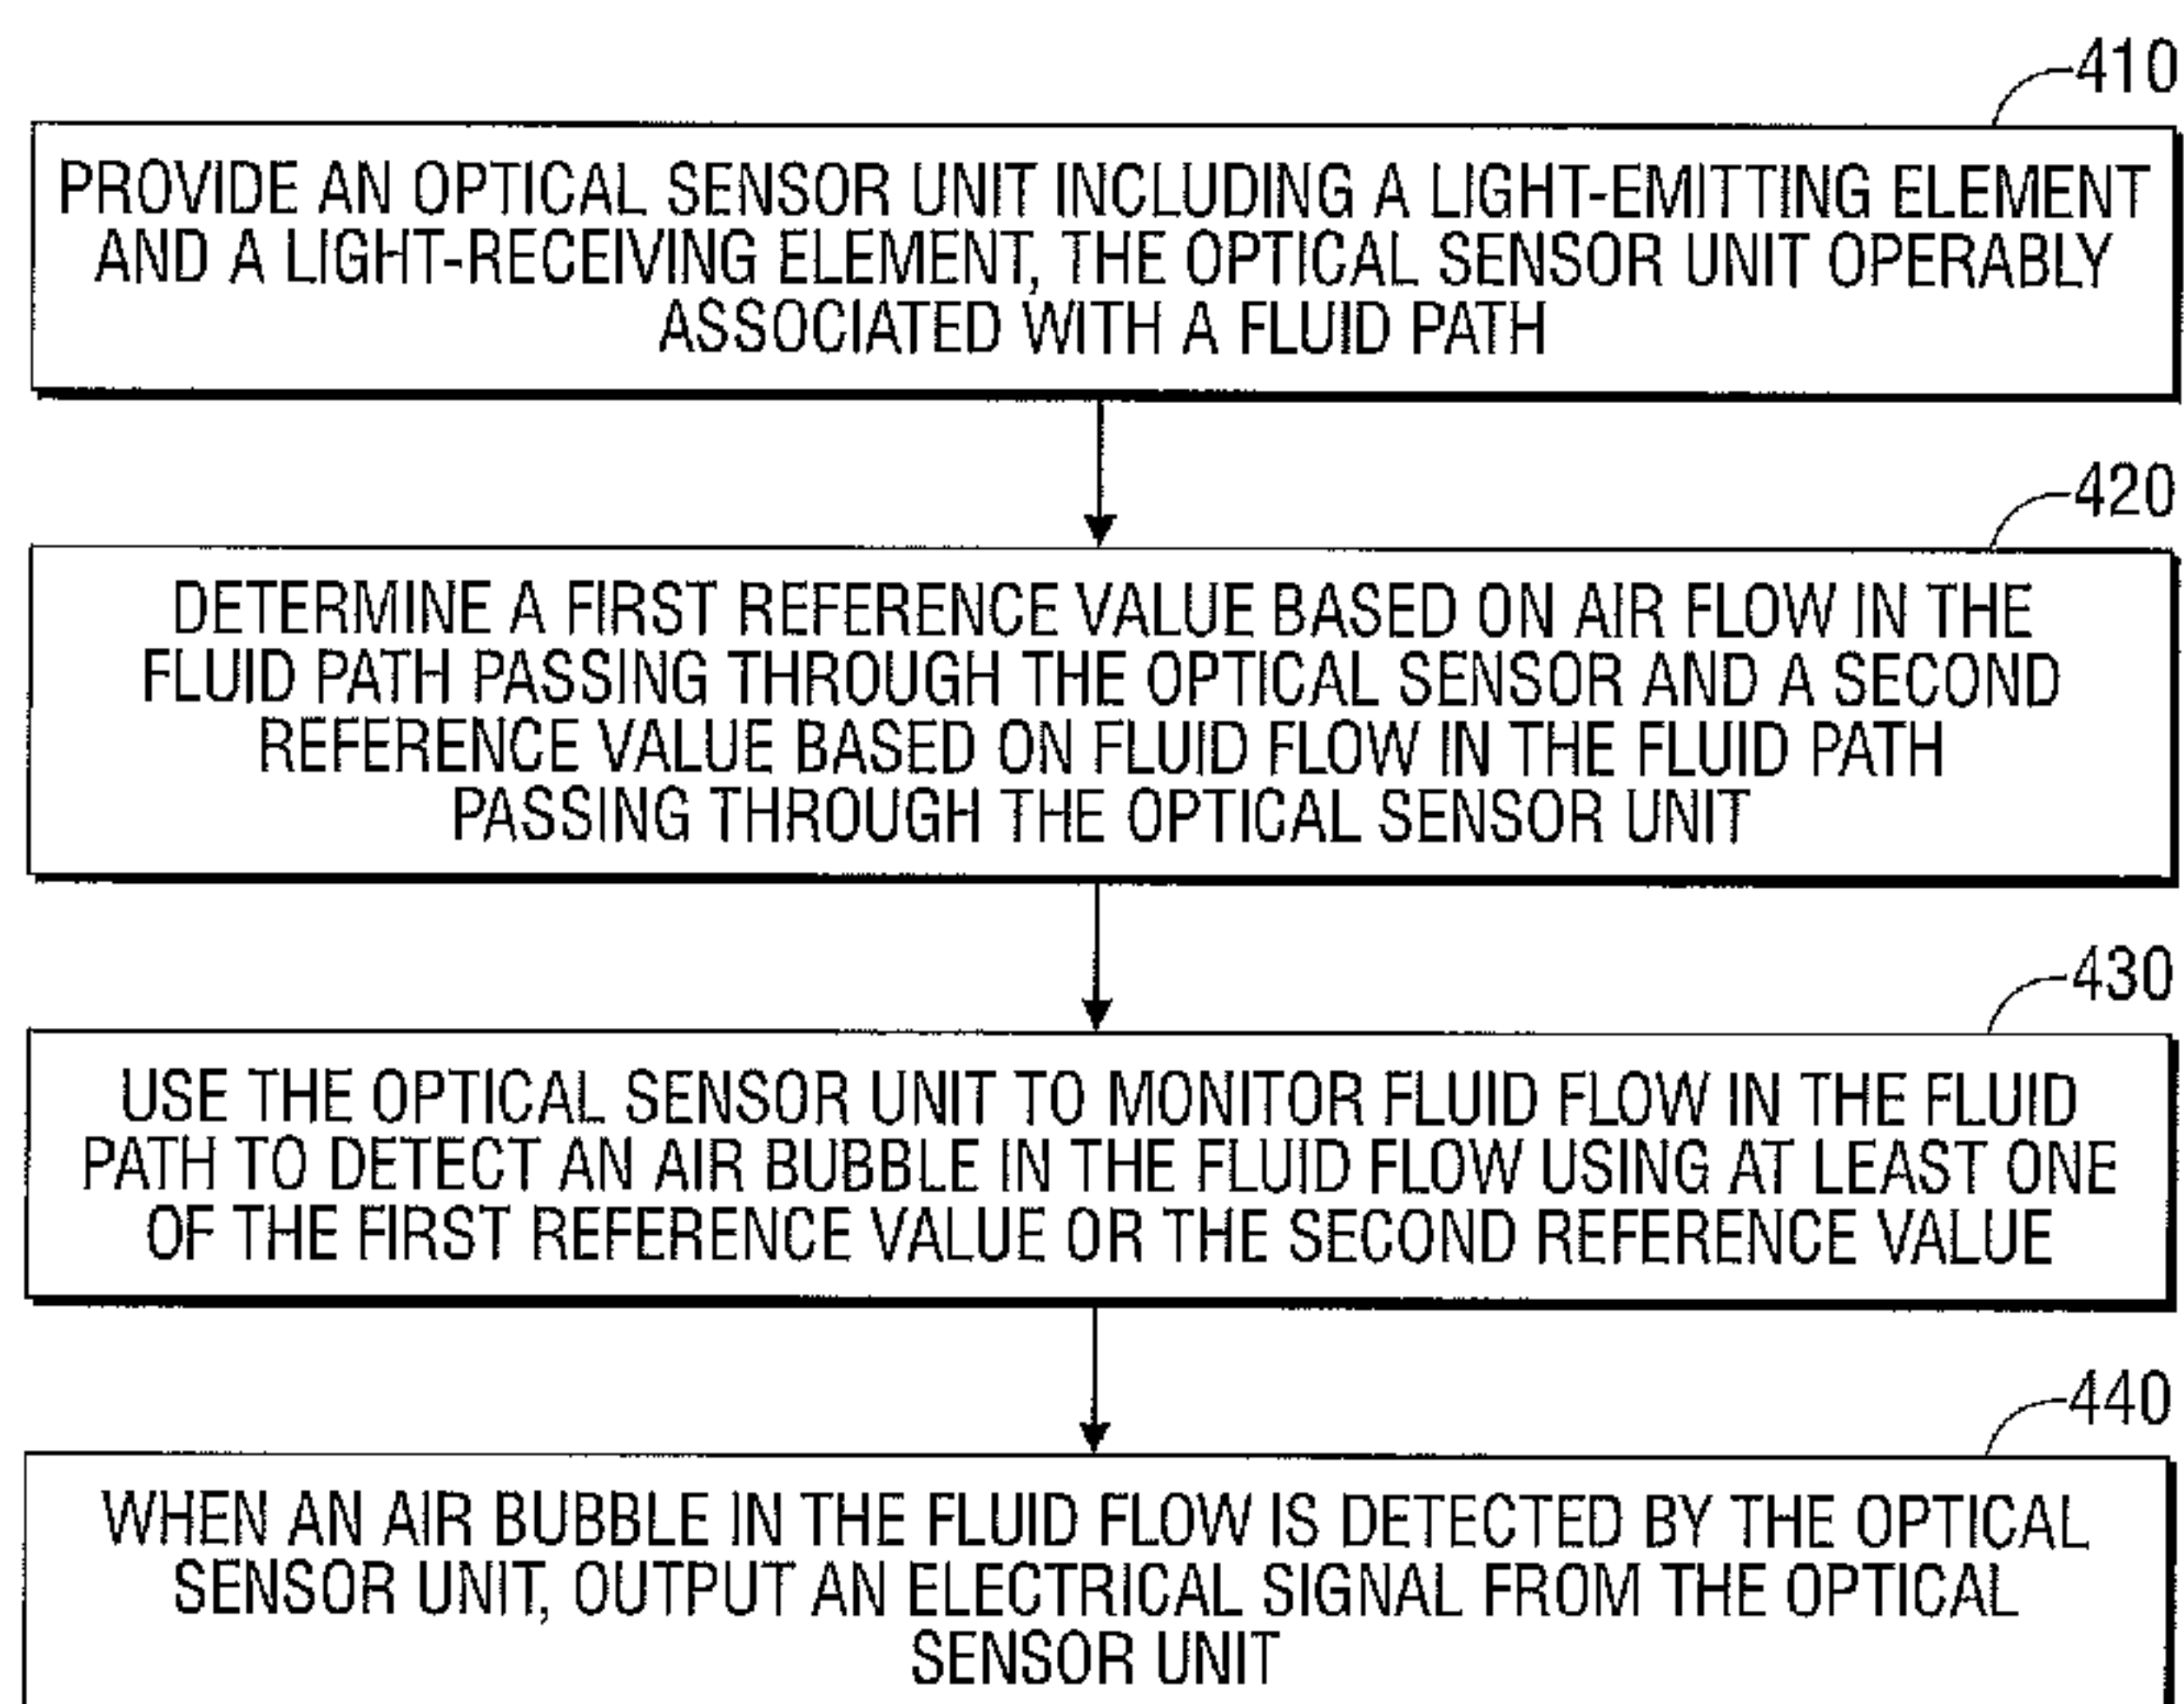 410
PROVIDE AN OPTICAL SENSOR UNIT INCLUDING A LIGHT-EMITTING ELEMENT
AND A LIGHT-RECEIVING ELEMENT, THE OPTICAL SENSOR UNIT OPERABLY
ASSOCIATED WITH A FLUID PATH
420
DETERMINE A FIRST REFERENCE VALUE BASED ON AIR FLOW IN THE
FLUID PATH PASSING THROUGH THE OPTICAL SENSOR AND A SECOND
REFERENCE VALUE BASED ON FLUID FLOW IN THE FLUID PATH
PASSING THROUGH THE OPTICAL SENSOR UNIT
430
USE THE OPTICAL SENSOR UNIT TO MONITOR FLUID FLOW IN THE FLUID
PATH TO DETECT AN AIR BUBBLE IN THE FLUID FLOW USING AT LEAST ONE
OF THE FIRST REFERENCE VALUE OR THE SECOND REFERENCE VALUE
440
WHEN AN AIR BUBBLE IN THE FLUID FLOW IS DETECTED BY THE OPTICAL
SENSOR UNIT, OUTPUT AN ELECTRICAL SIGNAL FROM THE OPTICAL
SENSOR UNIT